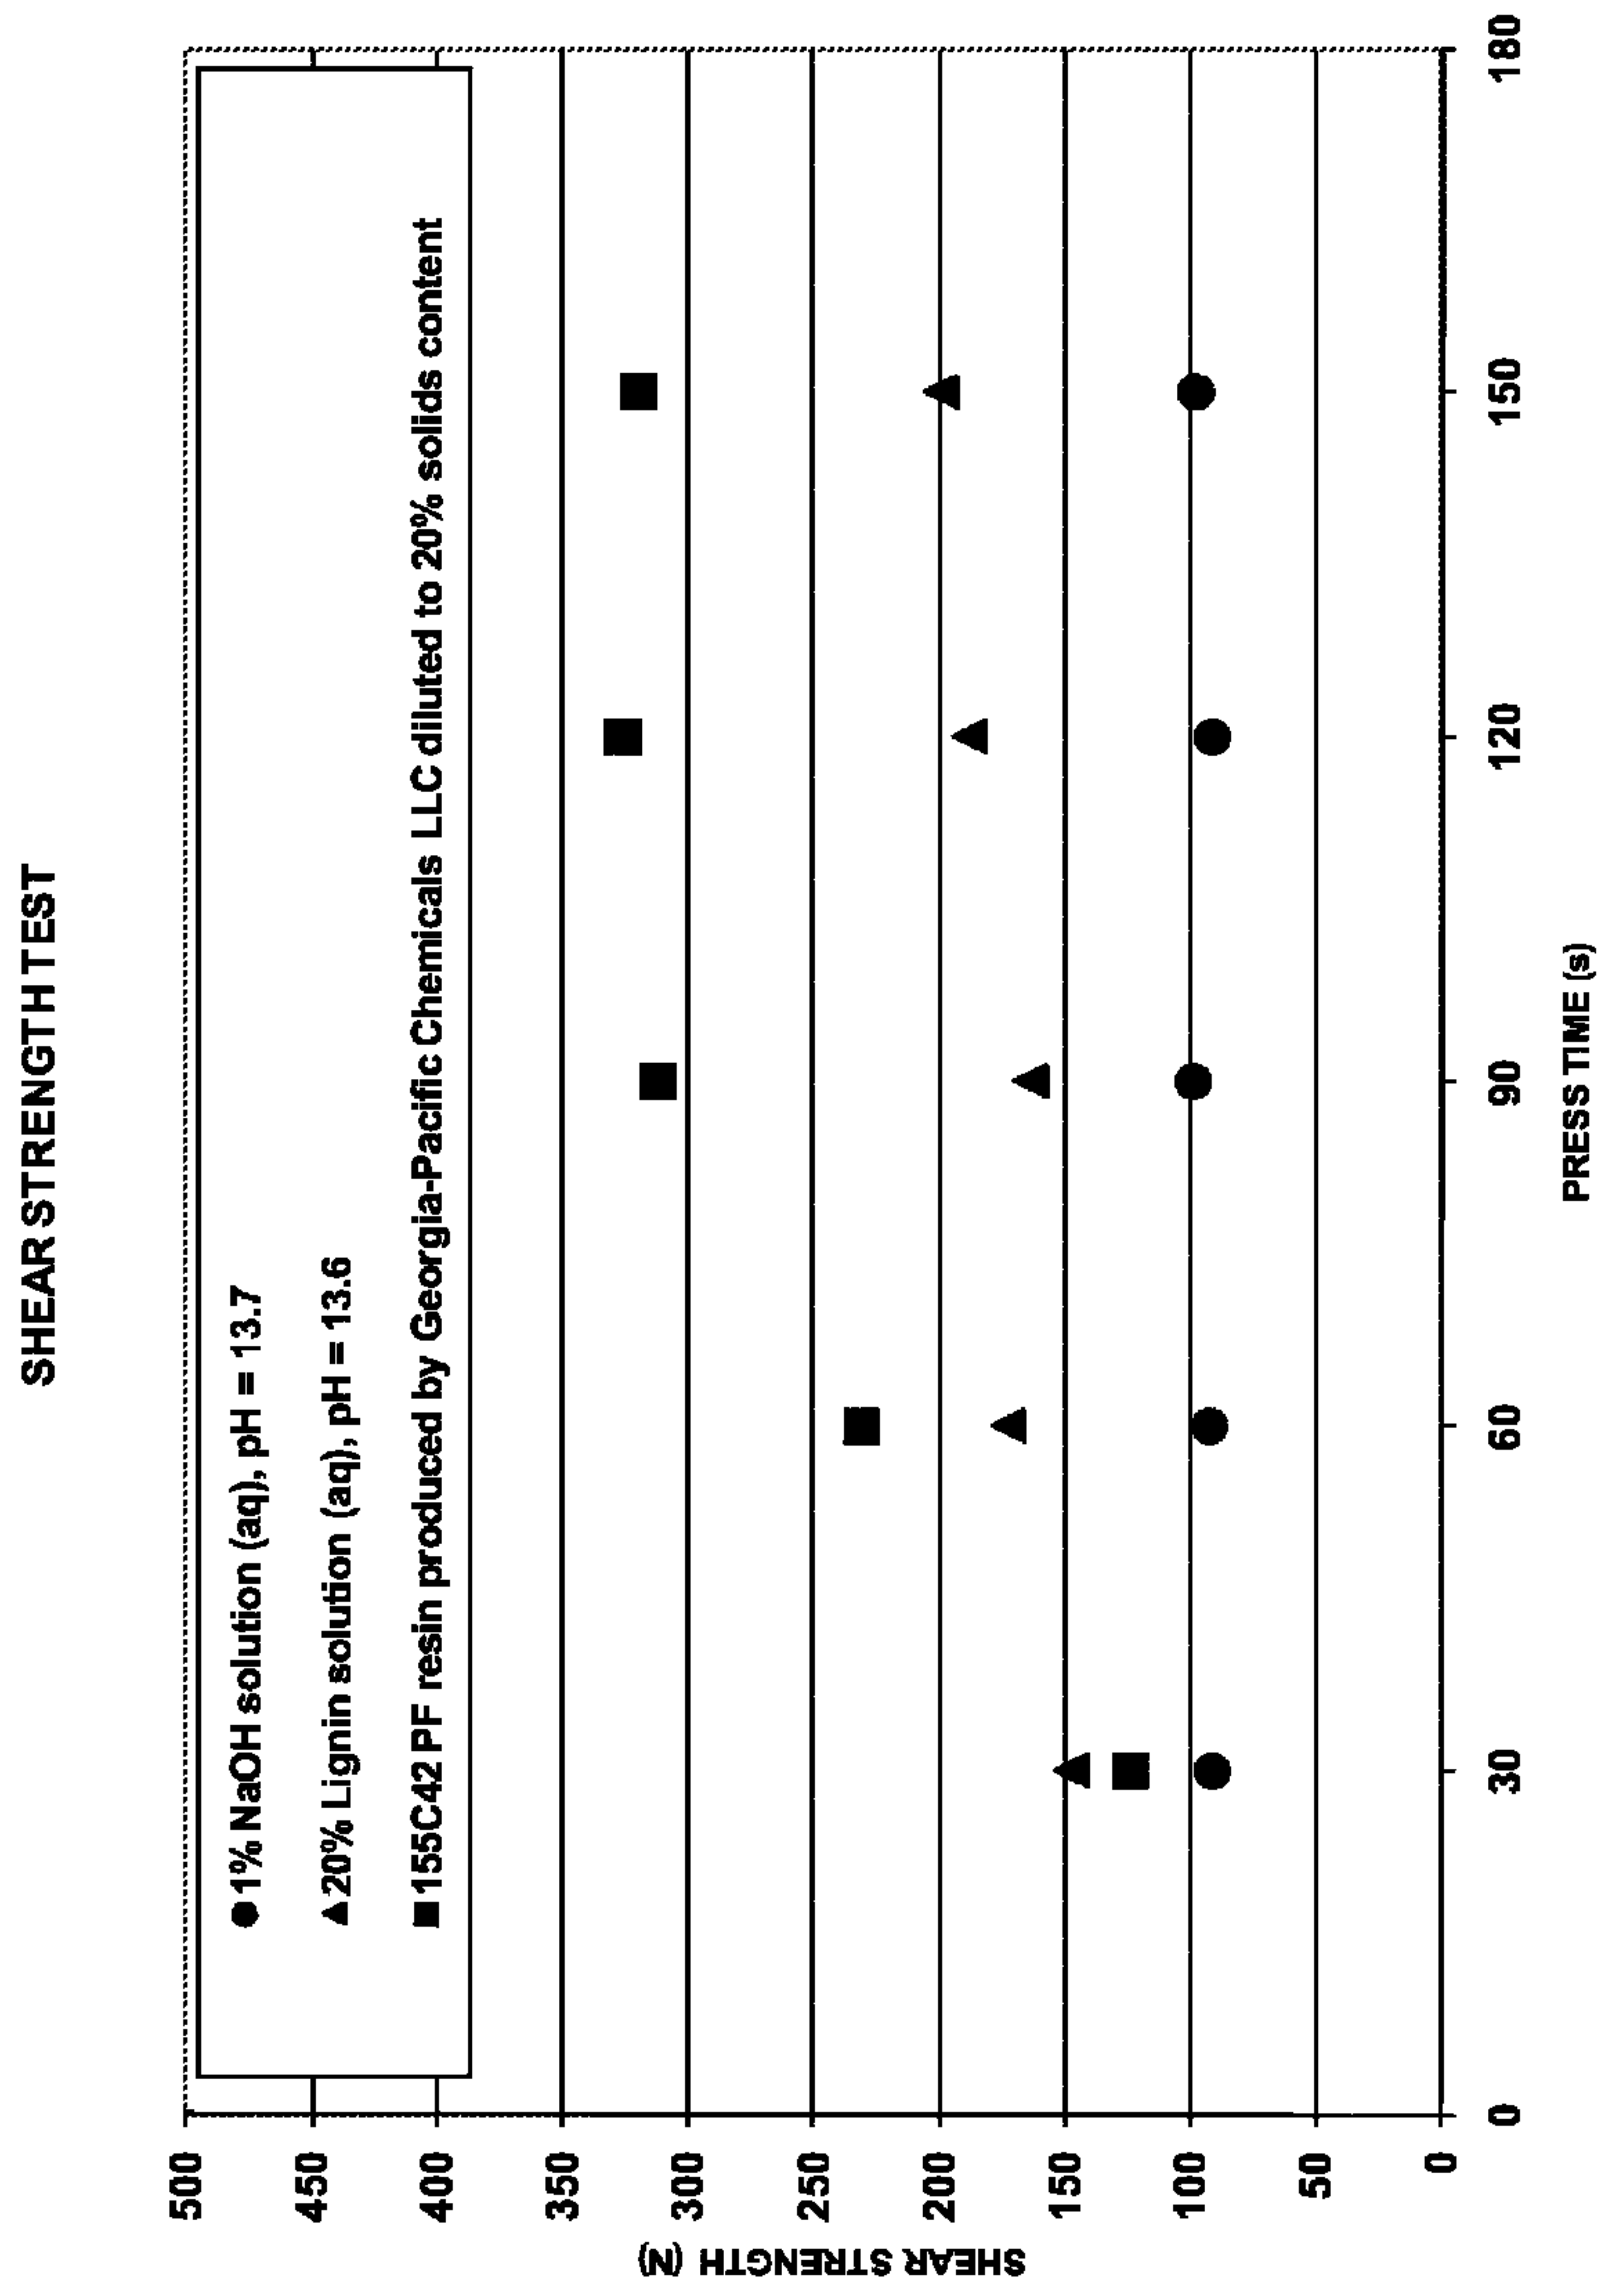 SHEAR STRENGTH TEST
500
450
400
350
300
250
200
150
100
50
0
SHEAR STRENGTH (N)
1% NaOH solution (aq), pH = 13.7
20% Lignin solution (aq), pH = 13.6
155C42 PF resin produced by Georgia-Pacific Chemicals LLC diluted to 20% solids content
0 30 60 90 120 150 180
PRESS TIME (s)